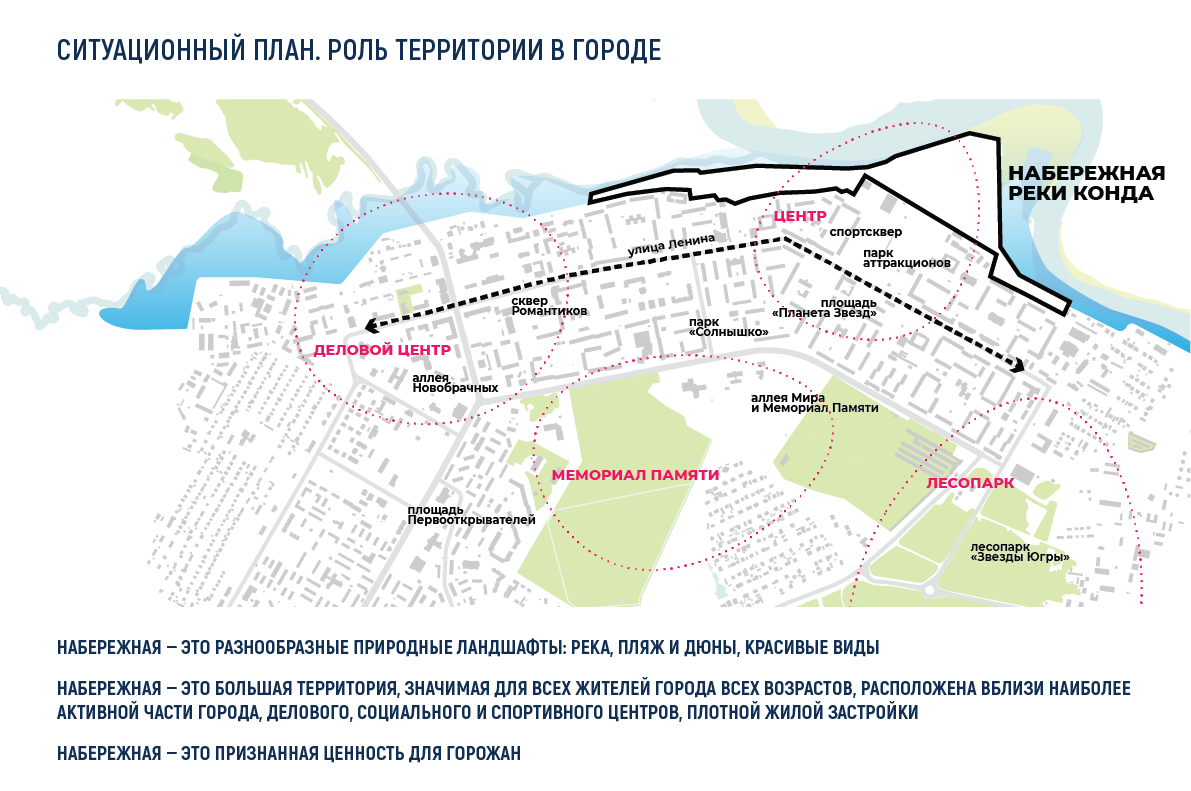 СИТУАЦИОННЫЙ ПЛАН. РОЛЬ ТЕРРИТОРИИ В ГОРОДЕ
НАБЕРЕЖНАЯ
РЕКИ КОНДА
ЦЕНТР
спортсквер
улица Ленина
парк
аттракционов
сквер
Романтиков
площадь
«Планета Звезд»
парк
«Солнышко»
ДЕЛОВОЙ ЦЕНТР
аллея
Новобрачных
аллея Мира
и Мемориал Памяти
МЕМОРИАЛ ПАМЯТИ
ЛЕСОПАРК
площадь
Первооткрывателей
лесопарк
«Звезды Югры»
НАБЕРЕЖНАЯ – ЭТО РАЗНООБРАЗНЫЕ ПРИРОДНЫЕ ЛАНДШАФТЫ: РЕКА, ПЛЯЖ И ДЮНЫ, КРАСИВЫЕ ВИДЫ
НАБЕРЕЖНАЯ – ЭТО БОЛЬШАЯ ТЕРРИТОРИЯ, ЗНАЧИМАЯ ДЛЯ ВСЕХ ЖИТЕЛЕЙ ГОРОДА ВСЕХ ВОЗРАСТОВ, РАСПОЛОЖЕНА ВБЛИЗИ НАИБОЛЕЕ
АКТИВНОЙ ЧАСТИ ГОРОДА, ДЕЛОВОГО, СОЦИАЛЬНОГО И СПОРТИВНОГО ЦЕНТРОВ, ПЛОТНОЙ ЖИЛОЙ ЗАСТРОЙКИ
НАБЕРЕЖНАЯ – ЭТО ПРИЗНАННАЯ ЦЕННОСТЬ ДЛЯ ГОРОЖАН